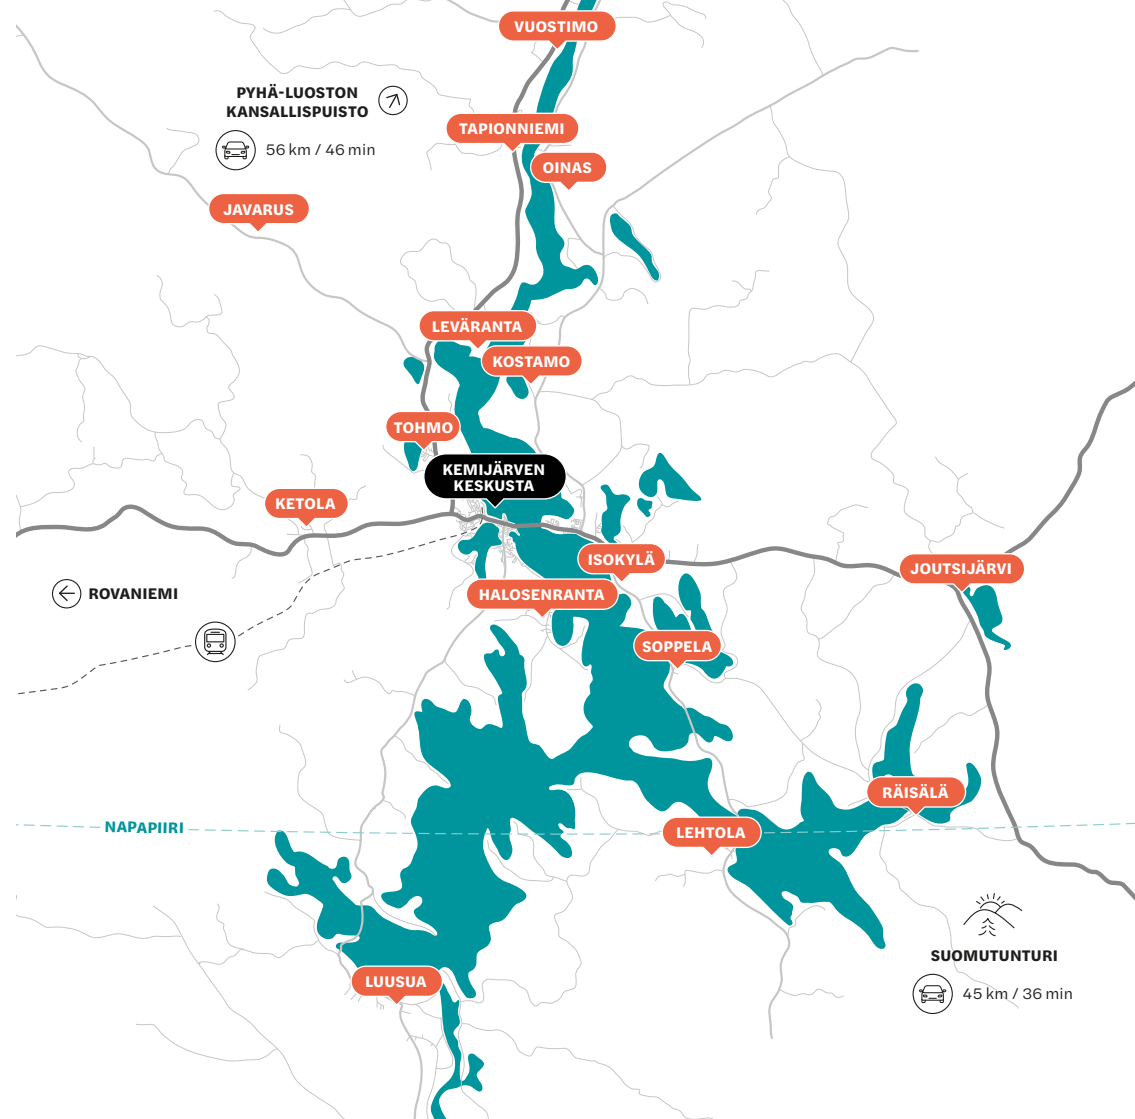 VUOSTIMO
PYHÄ-LUOSTON
KANSALLISPUISTO
56 km / 46 min
TAPIONNIEMI
OINAS
JAVARUS
LEVÄRANTA
KOSTAMO
TOHMO
KEMIJÄRVEN
KESKUSTA
KETOLA
ISOKYLÄ
JOUTSIJÄRVI
ROVANIEMI
HALOSENRANTA
SOPPELA
RÄISÄLÄ
NAPAPIIRI
LEHTOLA
SUOMUTUNTURI
45 km / 36 min
LUUSUA